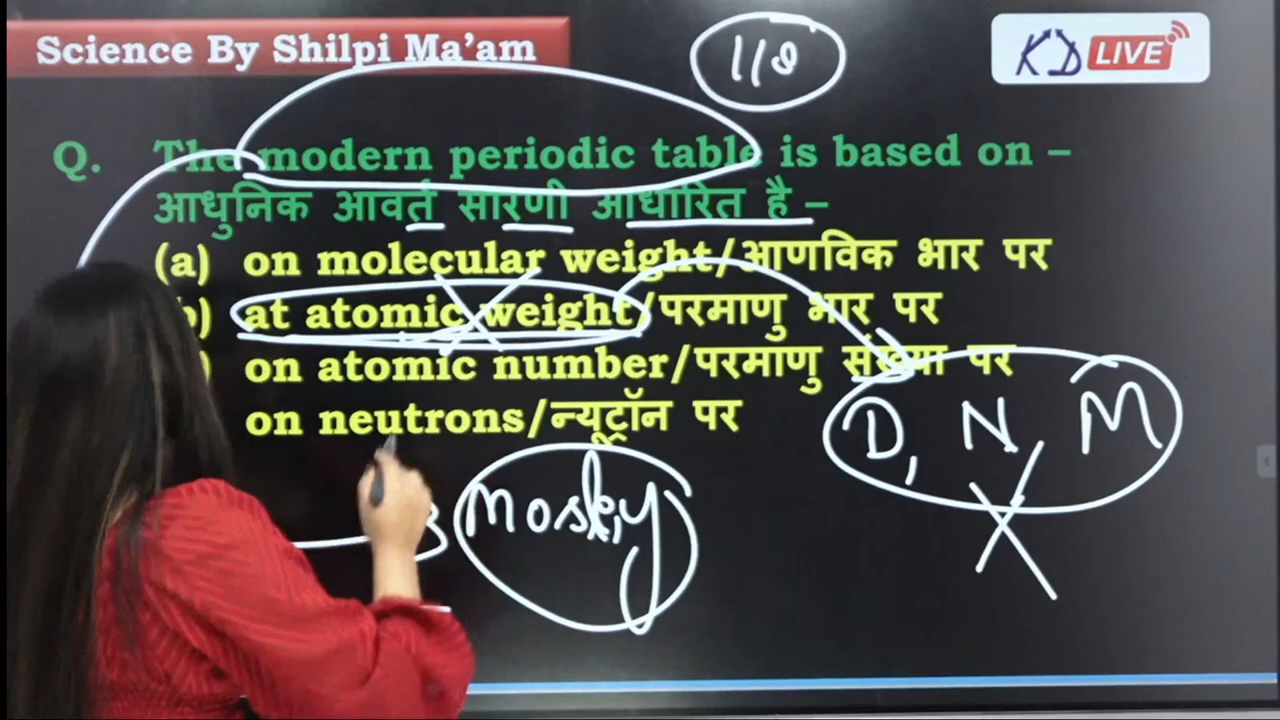 Science By Shilpi Ma'am
118
KD LIVE
Q. The modern periodic table is based on –
आधुनिक आवर्त सारणी आधारित है –
(a) on molecular weight/आणविक भार पर
b) at atomic weight/परमाणु भार पर
) on atomic number/परमाणु संख्या पर
on neutrons/न्यूट्रॉन पर
D, N, M